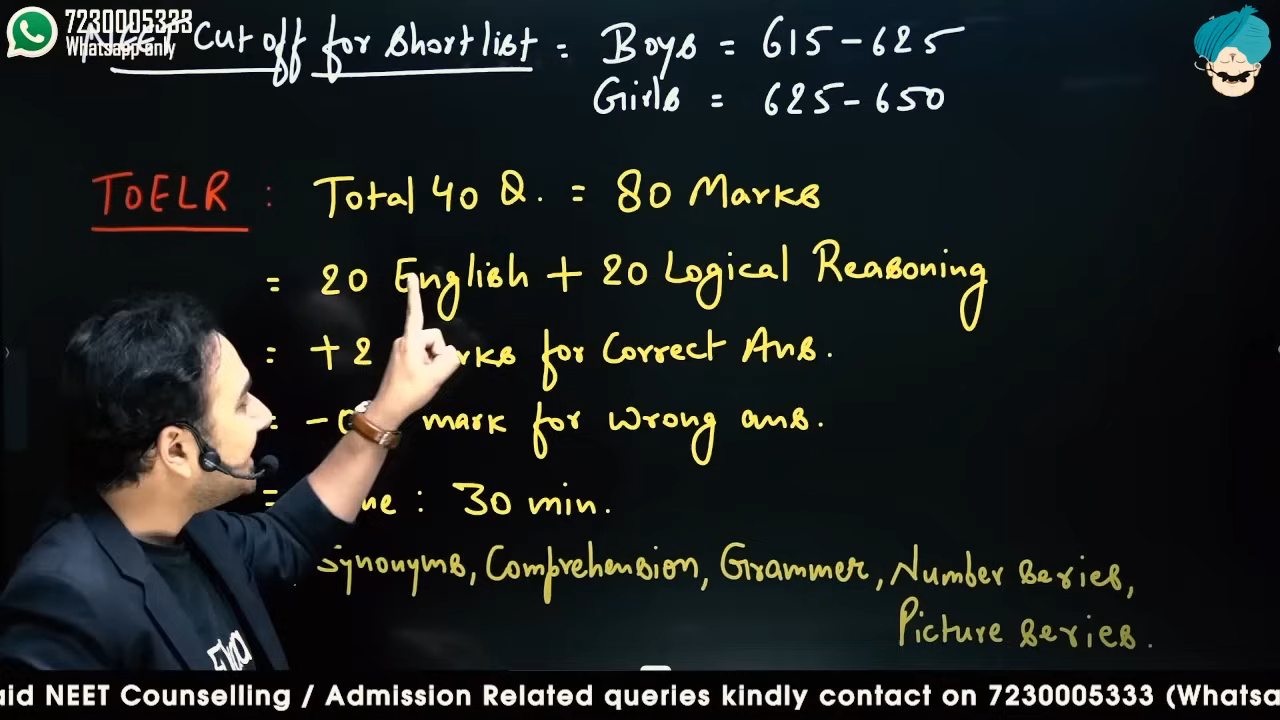 7230005333
Whatsapp only
Cut off for Shortlist = Boys = 615-625
Girls = 625-650
TOELR : Total 40 Q. = 80 Marks
= 20 English + 20 Logical Reasoning
= +2 for Correct Ans.
= mark for wrong ans.
= : 30 min.
Synonyms, Comprehension, Grammer, Number series,
Picture series.
aid NEET Counselling / Admission Related queries kindly contact on 7230005333 (Whatsa